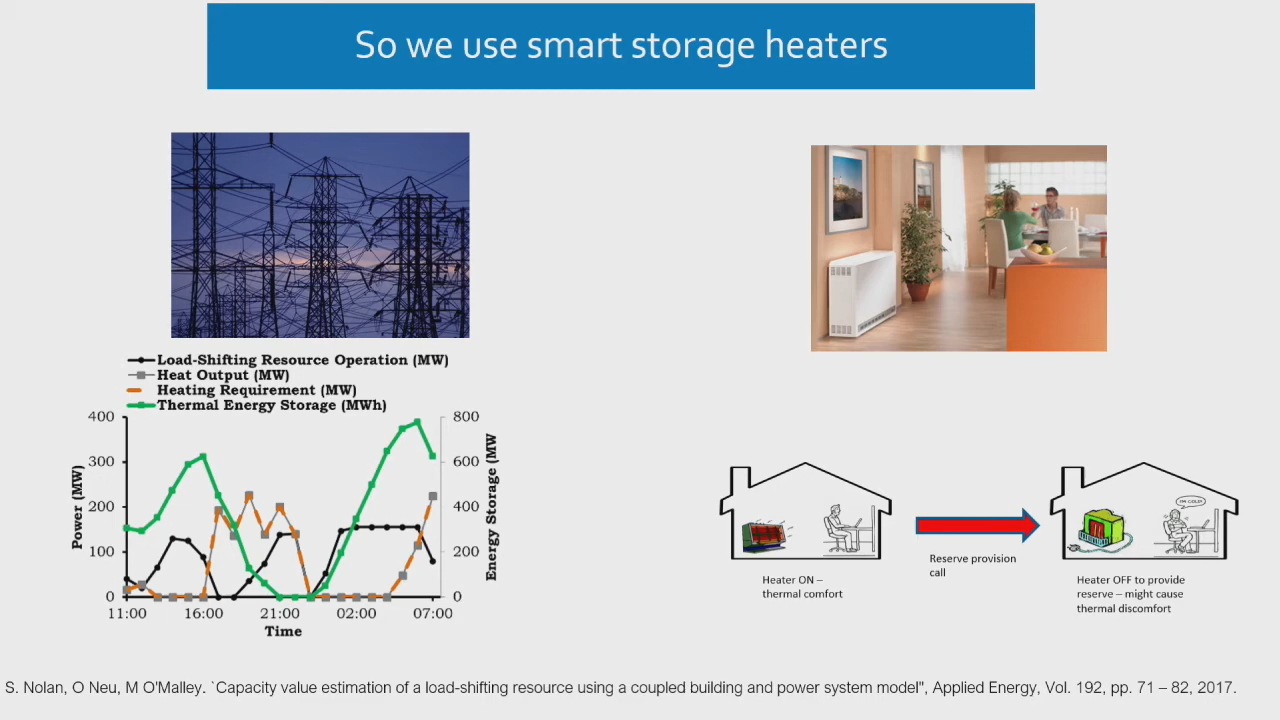 So we use smart storage heaters
Load-Shifting Resource Operation (MW)
Heat Output (MW)
Heating Requirement (MW)
Thermal Energy Storage (MWh)
400
300
200
100
0
Power (MW)
800
600
400
200
0
Energy Storage (MW
11:00 16:00 21:00 02:00 07:00
Time
Heater ON –
thermal comfort
Reserve provision
call
I'M COLD!
Heater OFF to provide
reserve – might cause
thermal discomfort
S. Nolan, O Neu, M O'Malley. `Capacity value estimation of a load-shifting resource using a coupled building and power system model", Applied Energy, Vol. 192, pp. 71 – 82, 2017.